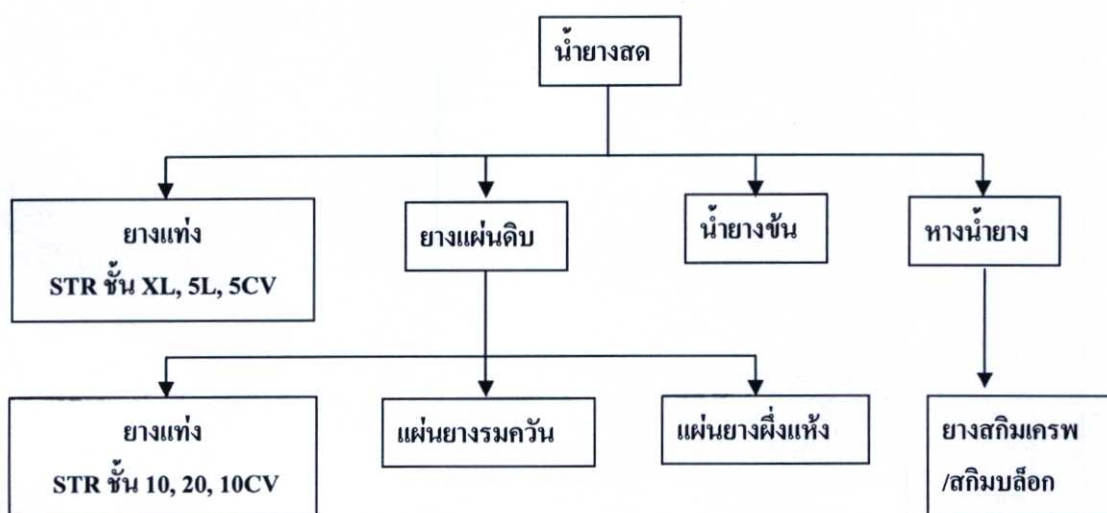 น้ำยางสด
ยางแท่ง
STR ชั้น XL, 5L, 5CV
ยางแผ่นดิบ
น้ำยางข้น
หางน้ำยาง
ยางแท่ง
STR ชั้น 10, 20, 10CV
แผ่นยางรมควัน
แผ่นยางผึ่งแห้ง
ยางสกิมเครพ
/สกิมบล็อก